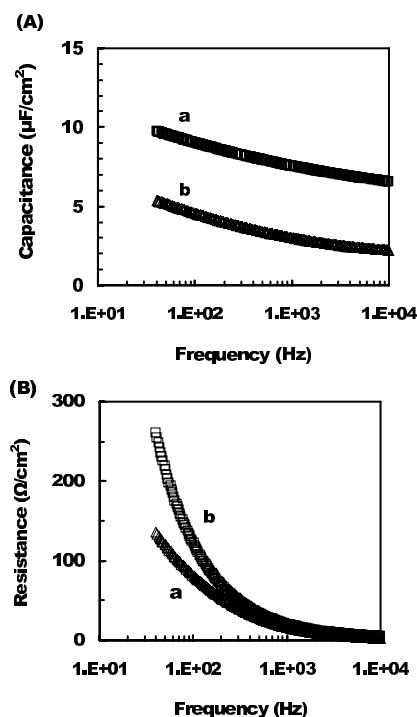 (A)
15
10
5
0
Capacitance (µF/cm²)
a
b
1.E+01 1.E+02 1.E+03 1.E+04
Frequency (Hz)
(B)
300
200
100
0
Resistance (Ω/cm²)
b
a
1.E+01 1.E+02 1.E+03 1.E+04
Frequency (Hz)